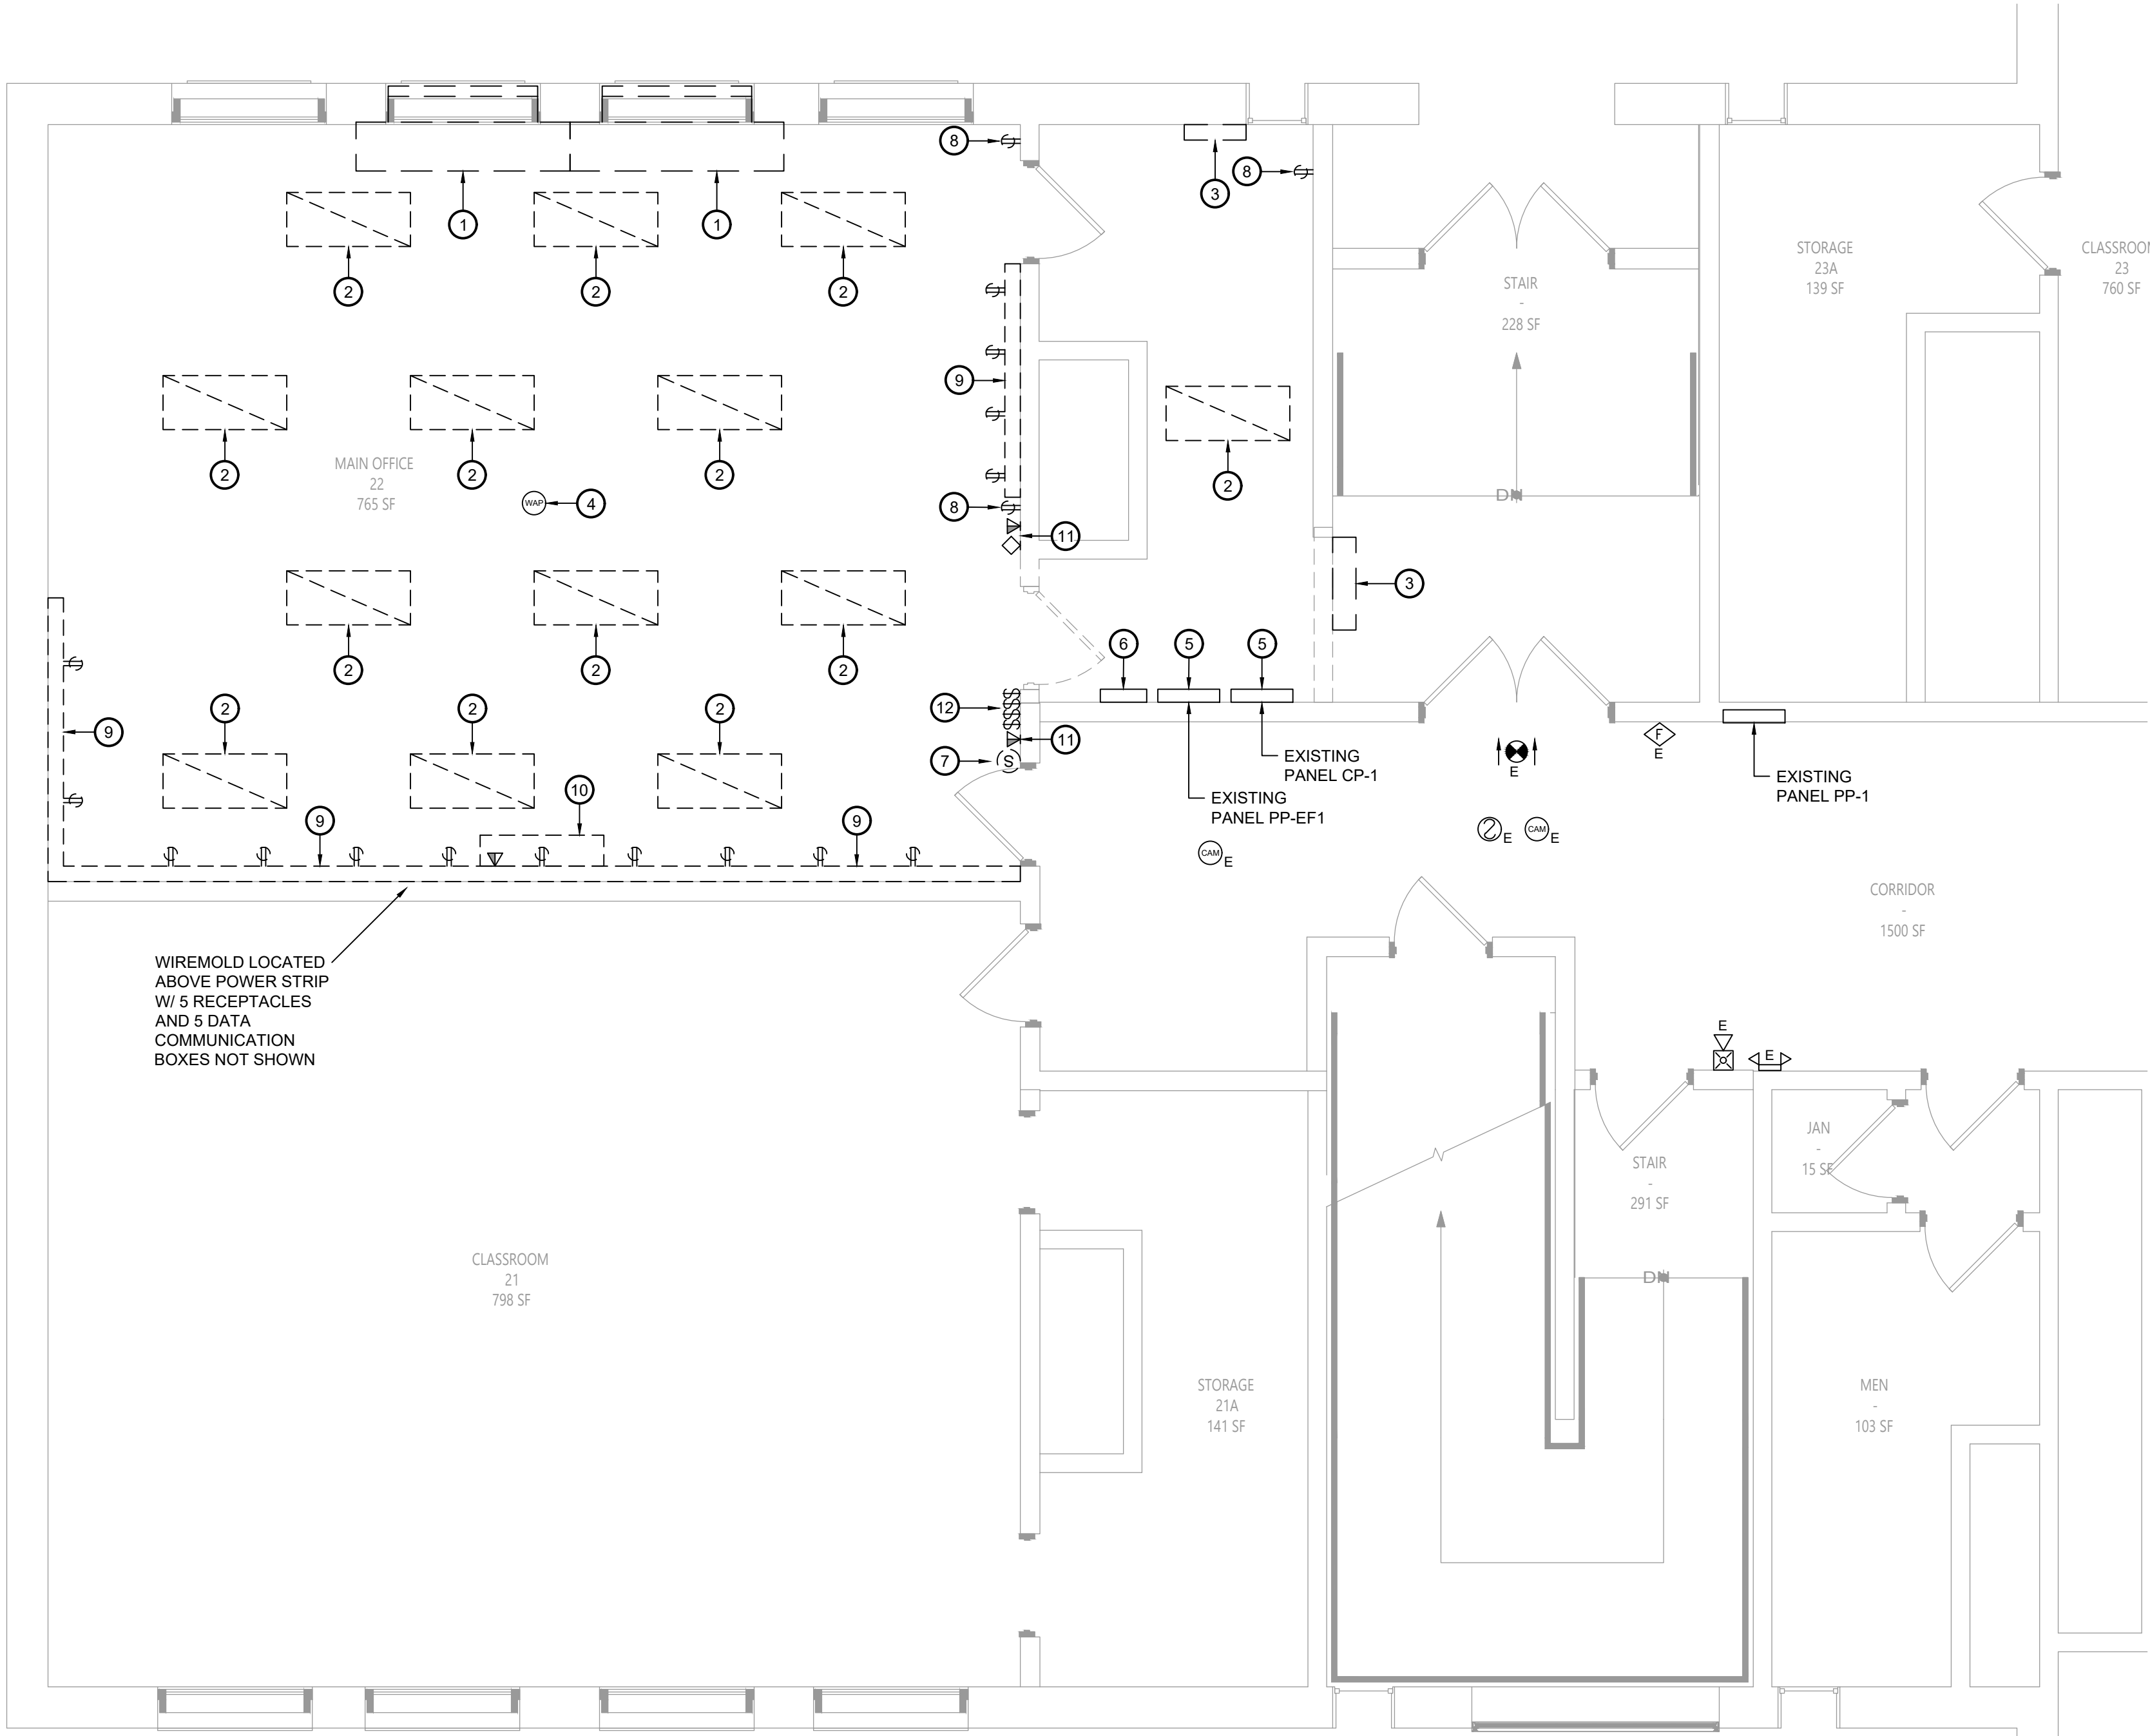 8
8
3
1
1
STORAGE
23A
139 SF
CLASSROOM
23
760 SF
2
2
2
STAIR
-
228 SF
9
MAIN OFFICE
22
765 SF
2
2
2
2
WAP
4
8
11
3
2
2
2
6
5
5
9
2
2
2
12
11
7
S
F
E
E
EXISTING
PANEL CP-1
EXISTING
PANEL PP-EF1
EXISTING
PANEL PP-1
10
9
9
CAM
E
E
CAM
E
CORRIDOR
-
1500 SF
WIREMOLD LOCATED
ABOVE POWER STRIP
W/ 5 RECEPTACLES
AND 5 DATA
COMMUNICATION
BOXES NOT SHOWN
DN
E
E
JAN
-
15 SF
STAIR
-
291 SF
DN
CLASSROOM
21
798 SF
STORAGE
21A
141 SF
MEN
-
103 SF